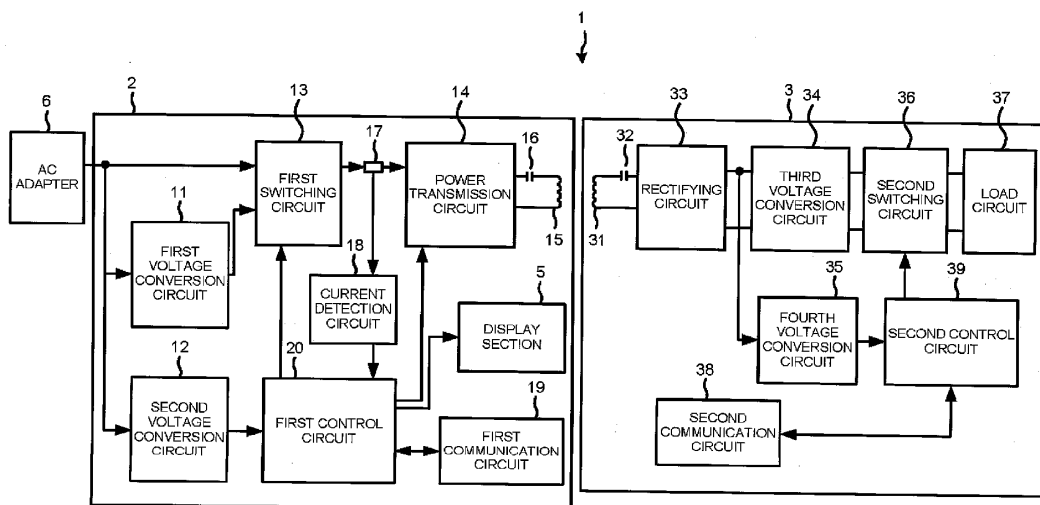 1
2
3
6
AC
ADAPTER
13
FIRST
SWITCHING
CIRCUIT
17
14
POWER
TRANSMISSION
CIRCUIT
16
15
11
FIRST
VOLTAGE
CONVERSION
CIRCUIT
18
CURRENT
DETECTION
CIRCUIT
5
DISPLAY
SECTION
12
SECOND
VOLTAGE
CONVERSION
CIRCUIT
20
FIRST CONTROL
CIRCUIT
19
FIRST
COMMUNICATION
CIRCUIT
32
31
33
RECTIFYING
CIRCUIT
34
THIRD
VOLTAGE
CONVERSION
CIRCUIT
36
SECOND
SWITCHING
CIRCUIT
37
LOAD
CIRCUIT
35
FOURTH
VOLTAGE
CONVERSION
CIRCUIT
39
SECOND CONTROL
CIRCUIT
38
SECOND
COMMUNICATION
CIRCUIT